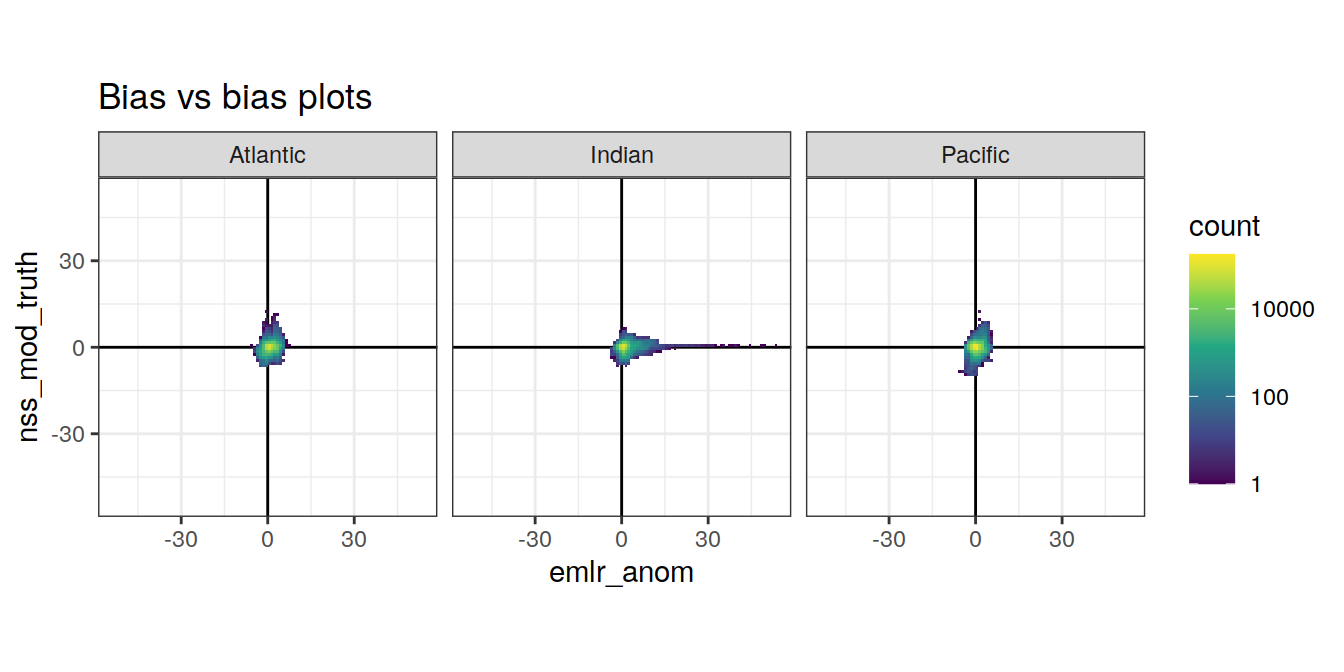 Bias vs bias plots
Atlantic Indian Pacific
nss_mod_truth
30
0
-30
-30 0 30 -30 0 30 -30 0 30
emlr_anom
count
10000
100
1